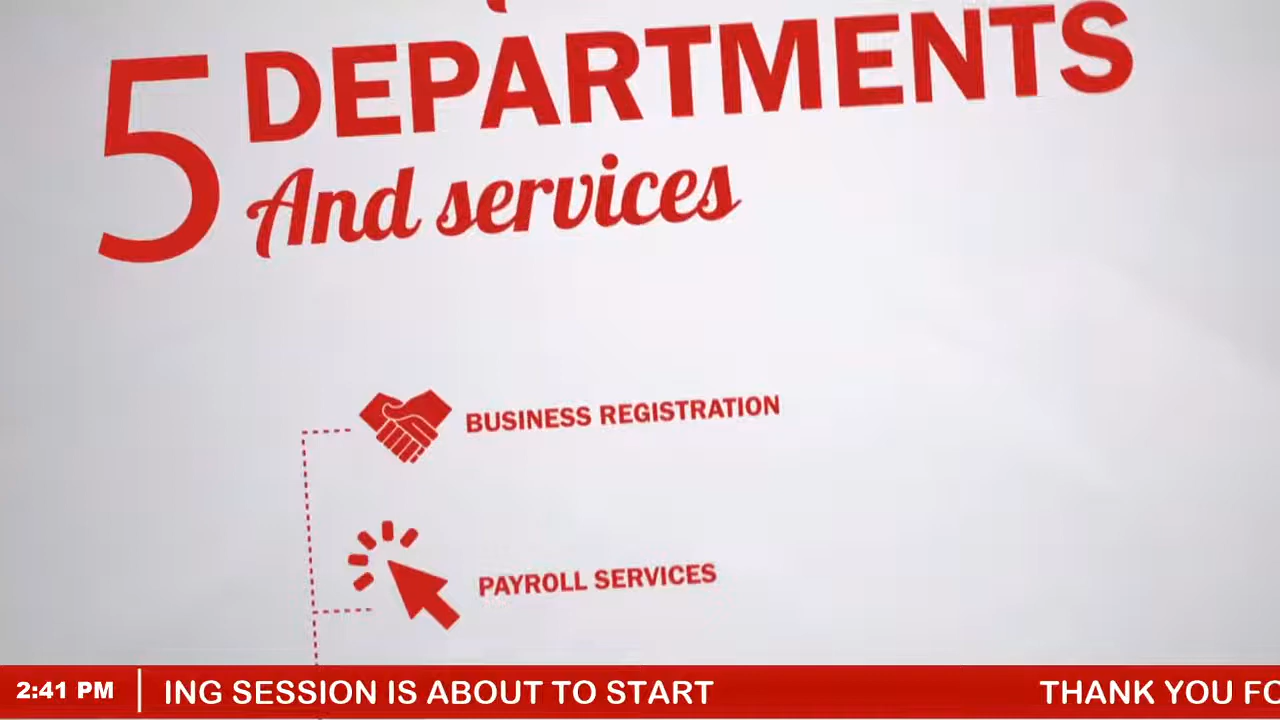 5 DEPARTMENTS
And services
BUSINESS REGISTRATION
PAYROLL SERVICES
2:41 PM ING SESSION IS ABOUT TO START THANK YOU FO